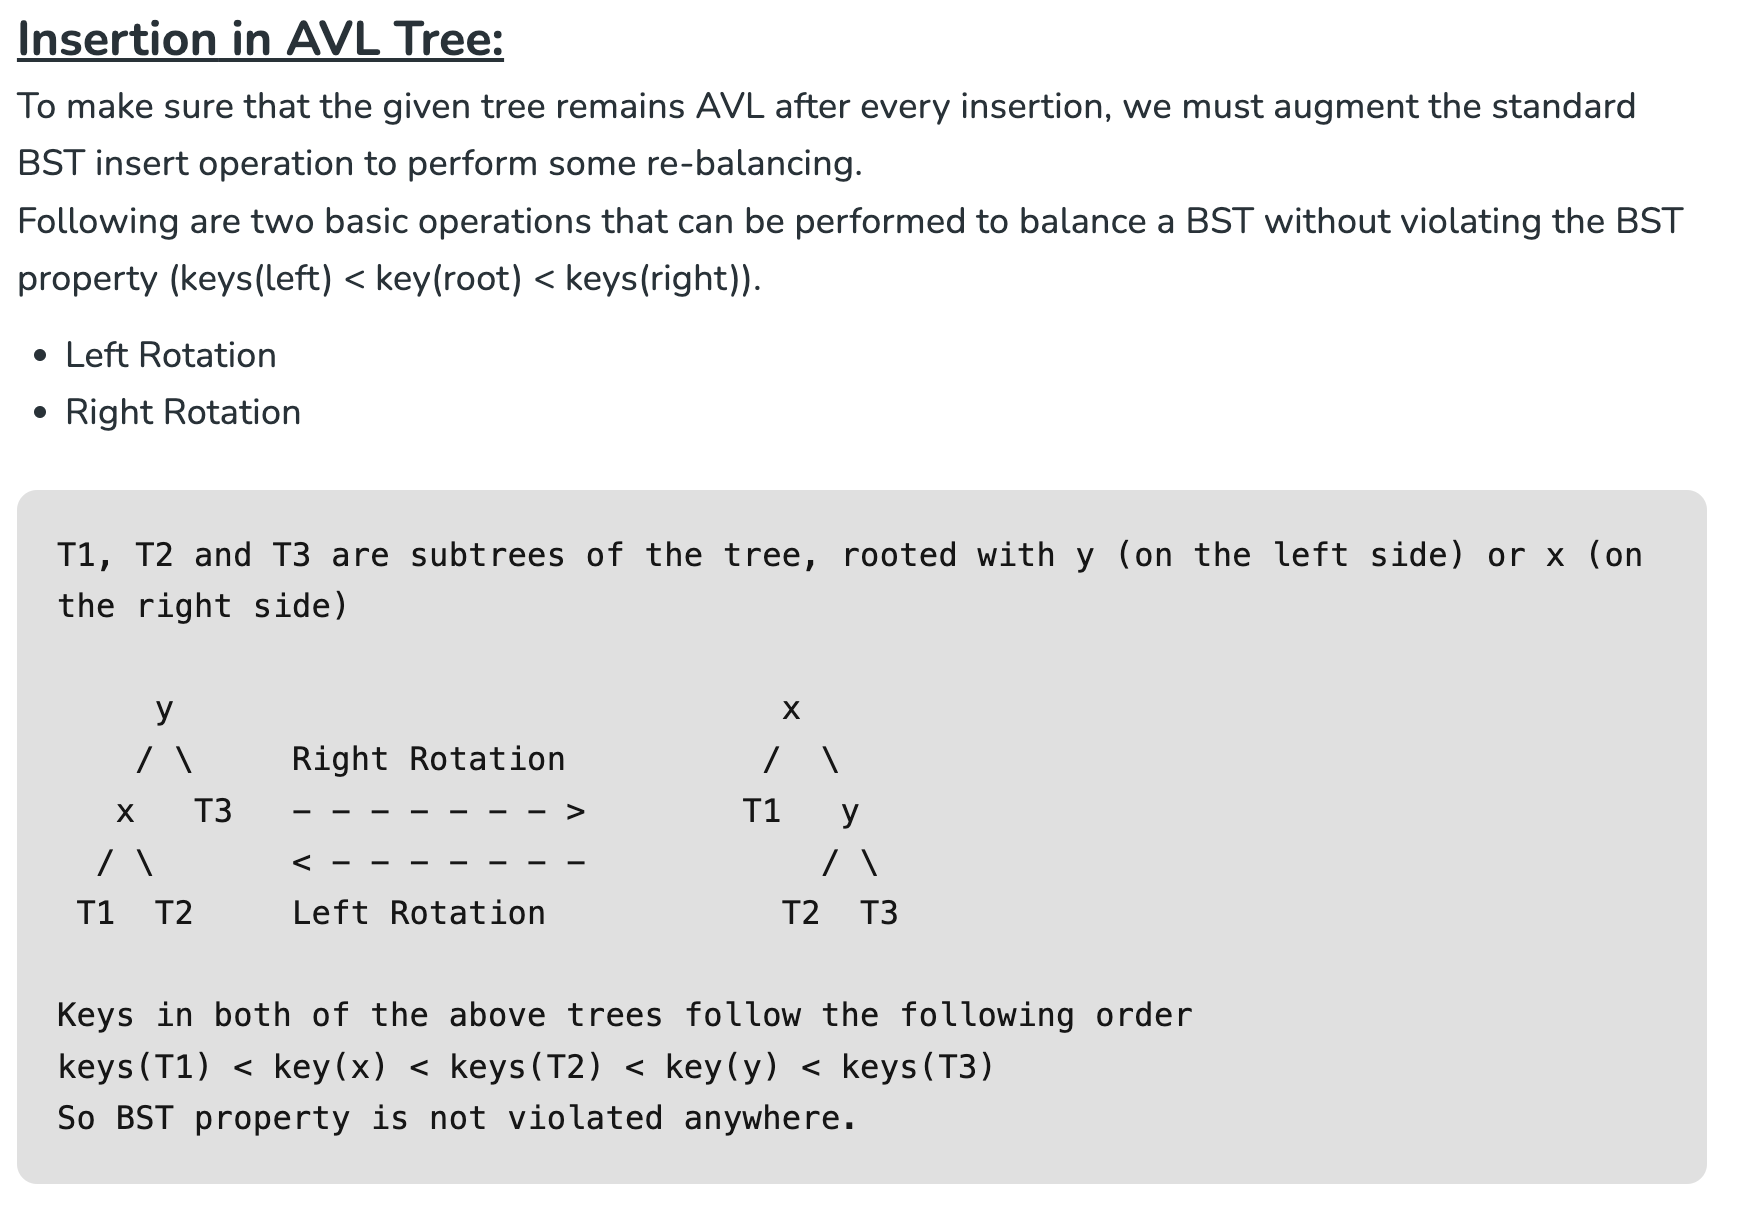 Insertion in AVL Tree:
To make sure that the given tree remains AVL after every insertion, we must augment the standard
BST insert operation to perform some re-balancing.
Following are two basic operations that can be performed to balance a BST without violating the BST
property (keys(left) < key(root) < keys(right)).
• Left Rotation
• Right Rotation
T1, T2 and T3 are subtrees of the tree, rooted with y (on the left side) or x (on
the right side)
     y                               x
    / \     Right Rotation          /  \
   x   T3   – – – – – – – >        T1   y
  / \       < - - - - - - -            / \
 T1  T2     Left Rotation            T2  T3
Keys in both of the above trees follow the following order
keys(T1) < key(x) < keys(T2) < key(y) < keys(T3)
So BST property is not violated anywhere.